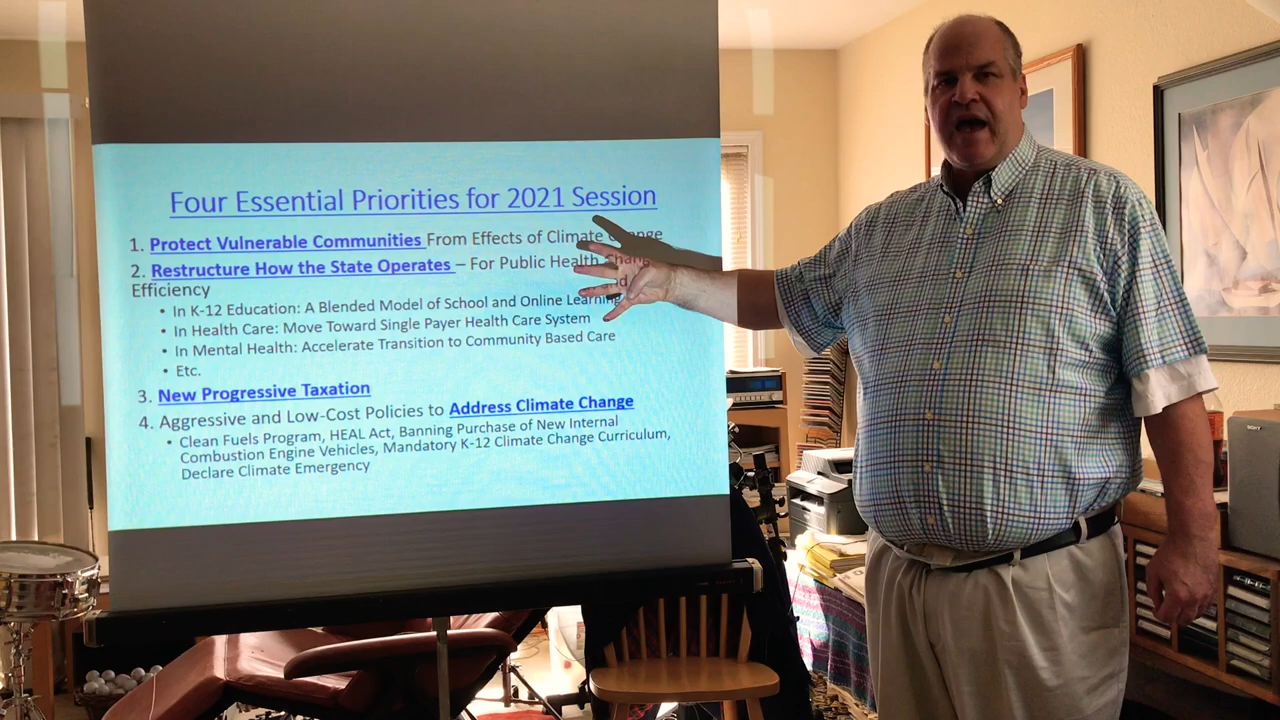 Four Essential Priorities for 2021 Session
1. Protect Vulnerable Communities From Effects of Climate Change
2. Restructure How the State Operates – For Public Health and
Efficiency
• In K-12 Education: A Blended Model of School and Online Learning
• In Health Care: Move Toward Single Payer Health Care System
• In Mental Health: Accelerate Transition to Community Based Care
• Etc.
3. New Progressive Taxation
4. Aggressive and Low-Cost Policies to Address Climate Change
• Clean Fuels Program, HEAL Act, Banning Purchase of New Internal
Combustion Engine Vehicles, Mandatory K-12 Climate Change Curriculum,
Declare Climate Emergency
SONY